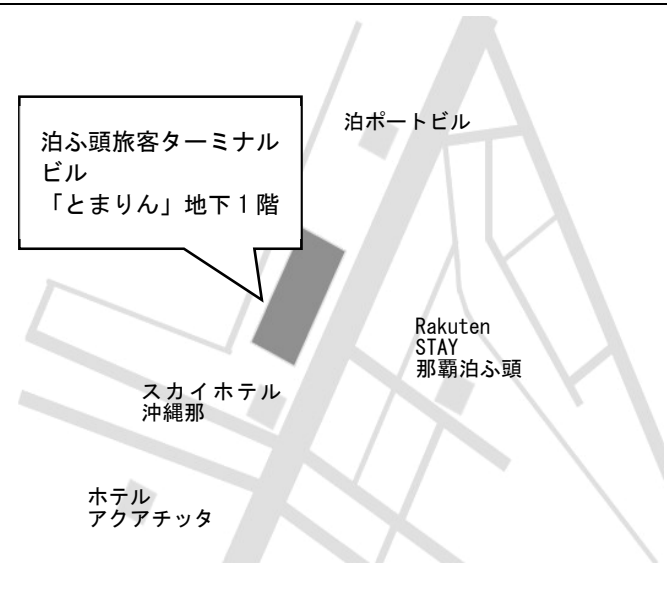 泊ポートビル
泊ふ頭旅客ターミナル
ビル
「とまりん」地下１階
Rakuten
STAY
那覇泊ふ頭
スカイホテル
沖縄那
ホテル
アクアチッタ